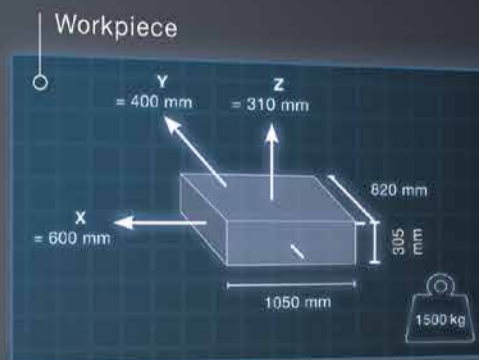 Workpiece
Y
= 400 mm
Z
= 310 mm
X
= 600 mm
820 mm
305
mm
1050 mm
1500 kg